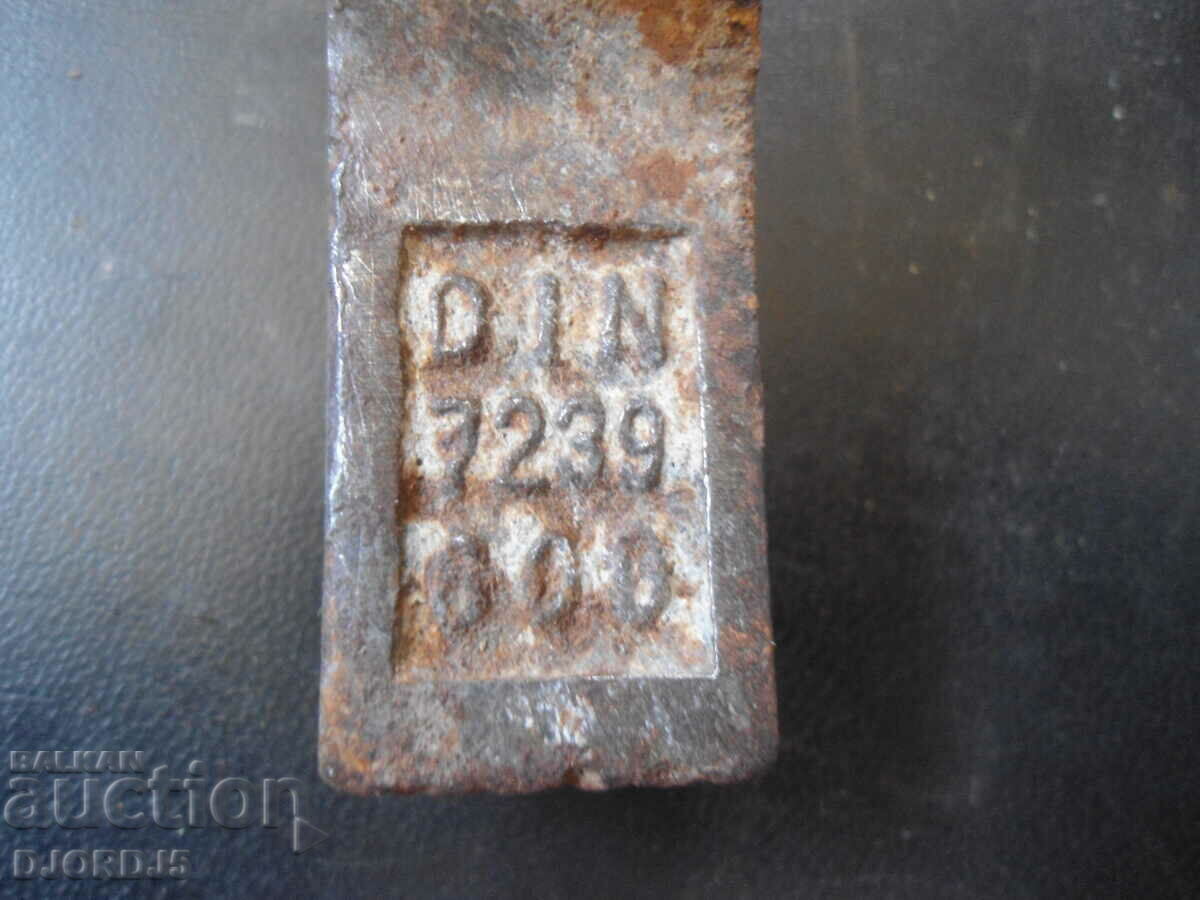 DIN
7239
600
BALKAN
auction
DJORDJ5